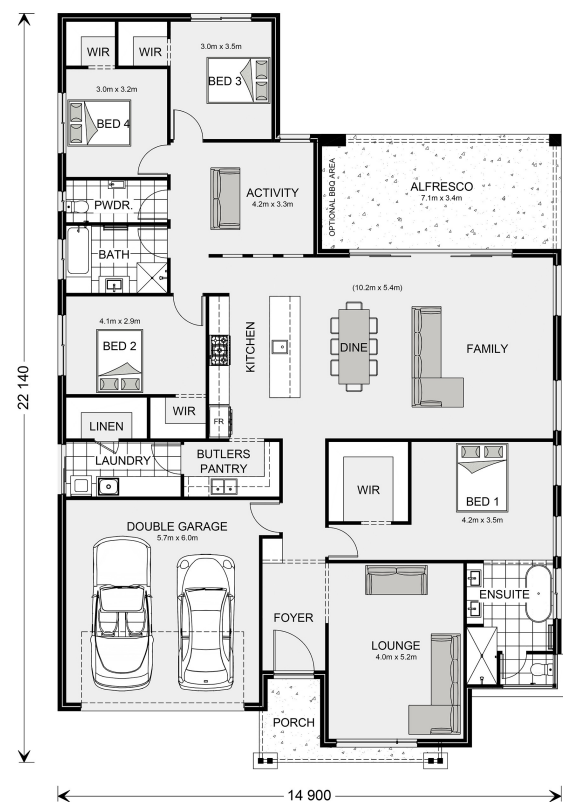 WIR
WIR
3.0m x 3.5m
BED 3
3.0m x 3.2m
BED 4
PWDR.
ACTIVITY
4.2m x 3.3m
OPTIONAL BBQ AREA
ALFRESCO
7.1m x 3.4m
BATH
(10.2m x 5.4m)
4.1m x 2.9m
BED 2
KITCHEN
DINE
FAMILY
WIR
FR
LINEN
LAUNDRY
BUTLERS
PANTRY
WIR
BED 1
4.2m x 3.5m
DOUBLE GARAGE
5.7m x 6.0m
ENSUITE
FOYER
LOUNGE
4.0m x 5.2m
PORCH
22 140
14 900